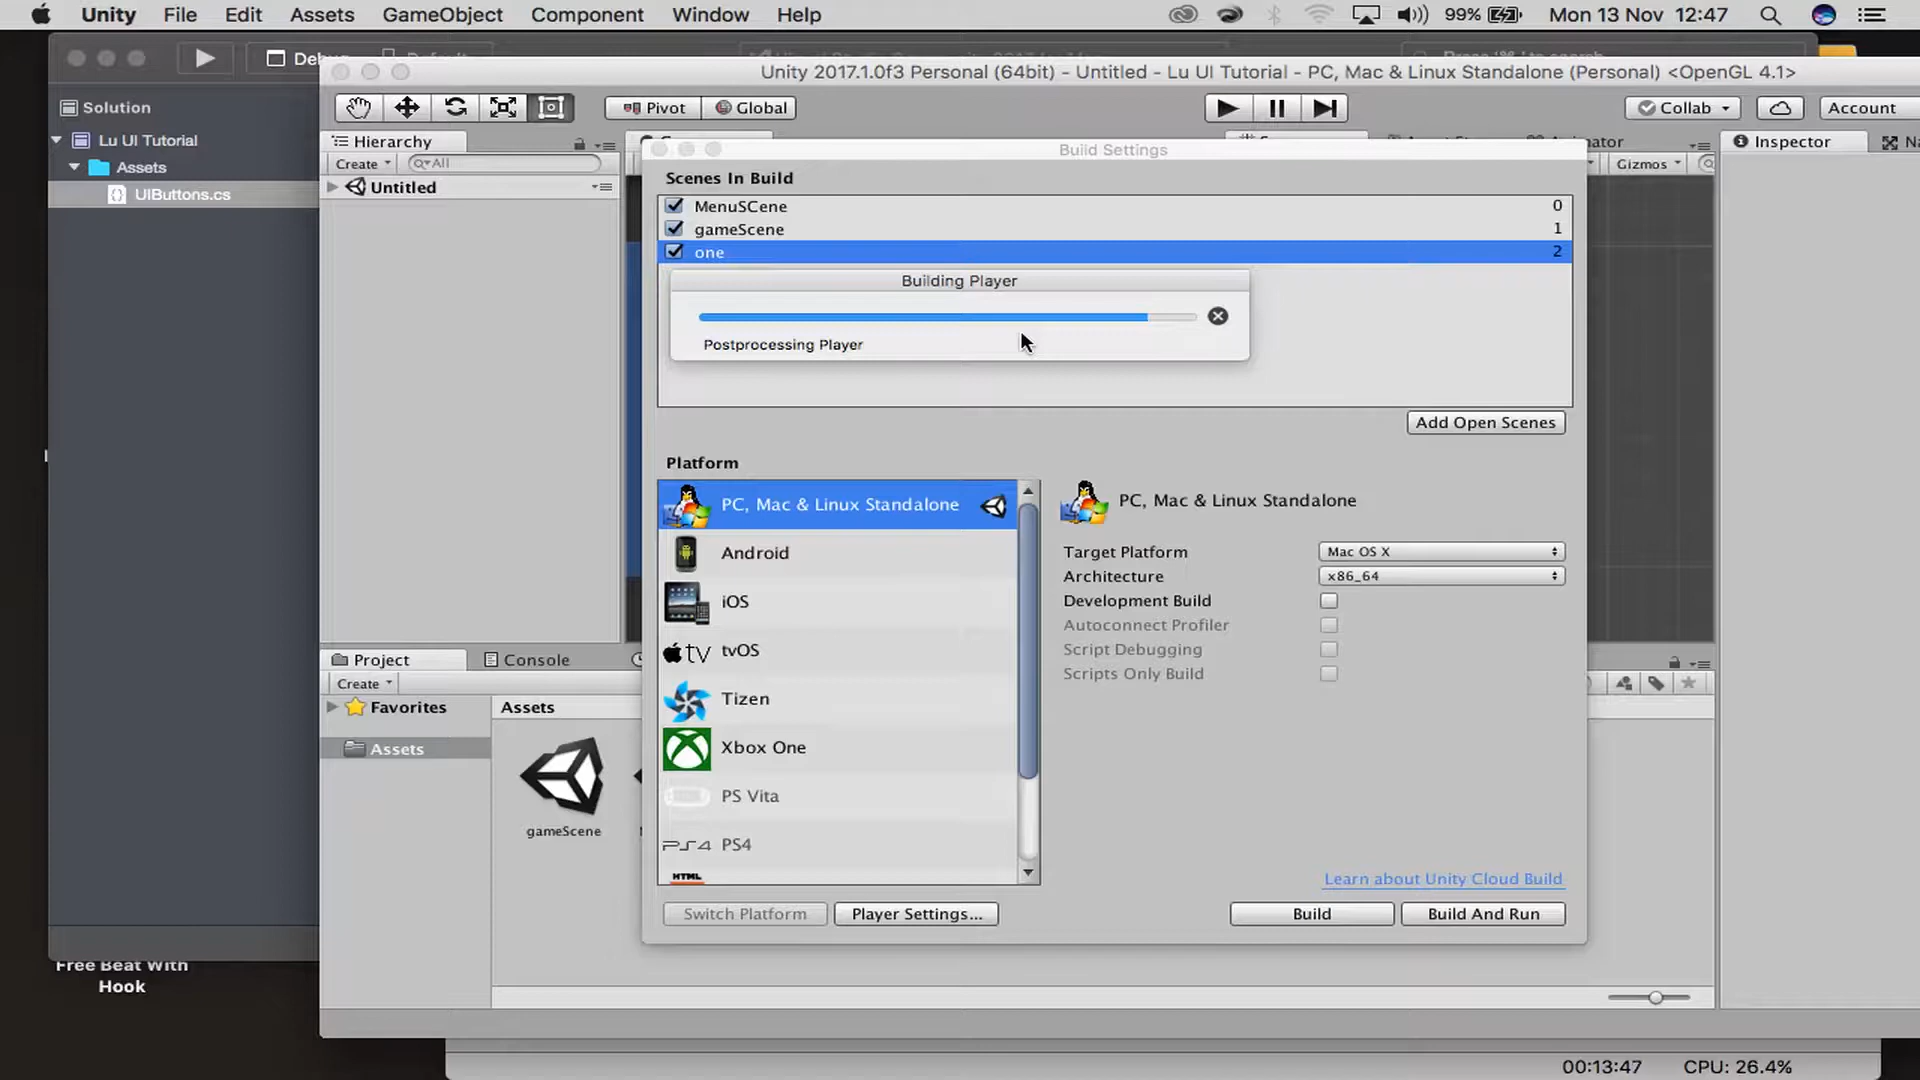 Unity File Edit Assets GameObject Component Window Help 99% Mon 13 Nov 12:47
Unity 2017.1.0f3 Personal (64bit) - Untitled - Lu UI Tutorial - PC, Mac & Linux Standalone (Personal) <OpenGL 4.1>
Solution
Pivot Global Collab Account
Lu UI Tutorial
Hierarchy
Inspector
Build Settings
Create All
Gizmos
Assets
Scenes In Build
Untitled
UIButtons.cs
MenuSCene 0
gameScene 1
one 2
Building Player
Postprocessing Player
Add Open Scenes
Platform
PC, Mac & Linux Standalone
PC, Mac & Linux Standalone
Android
Target Platform Mac OS X
Architecture x86_64
iOS
Development Build
Autoconnect Profiler
tv tvOS
Script Debugging
Project Console
Scripts Only Build
Create
Tizen
Favorites
Assets
Assets
Xbox One
PS Vita
gameScene
PS4 PS4
HTML
Learn about Unity Cloud Build
Switch Platform Player Settings... Build Build And Run
Free Beat With
Hook
00:13:47 CPU: 26.4%